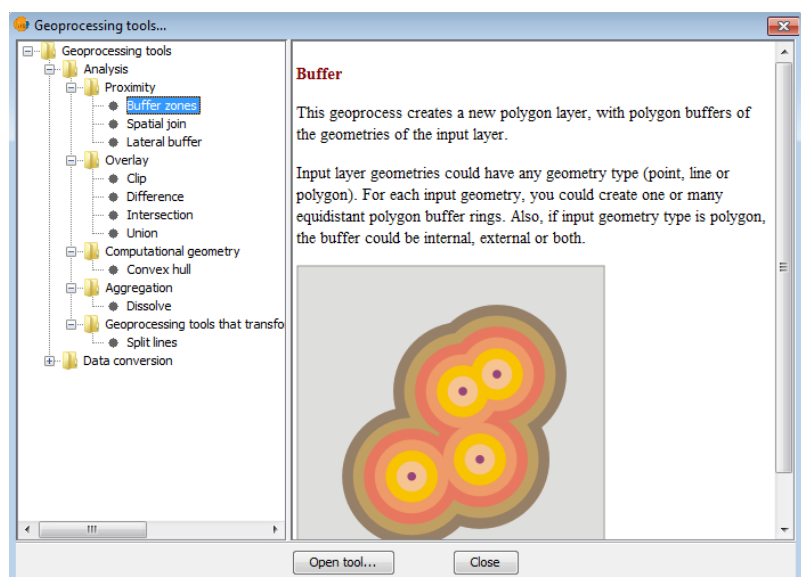 Geoprocessing tools...
Geoprocessing tools
Analysis
Proximity
Buffer zones
Spatial join
Lateral buffer
Overlay
Clip
Difference
Intersection
Union
Computational geometry
Convex hull
Aggregation
Dissolve
Geoprocessing tools that transfo
Split lines
Data conversion
Buffer
This geoprocess creates a new polygon layer, with polygon buffers of
the geometries of the input layer.
Input layer geometries could have any geometry type (point, line or
polygon). For each input geometry, you could create one or many
equidistant polygon buffer rings. Also, if input geometry type is polygon,
the buffer could be internal, external or both.
Open tool...
Close